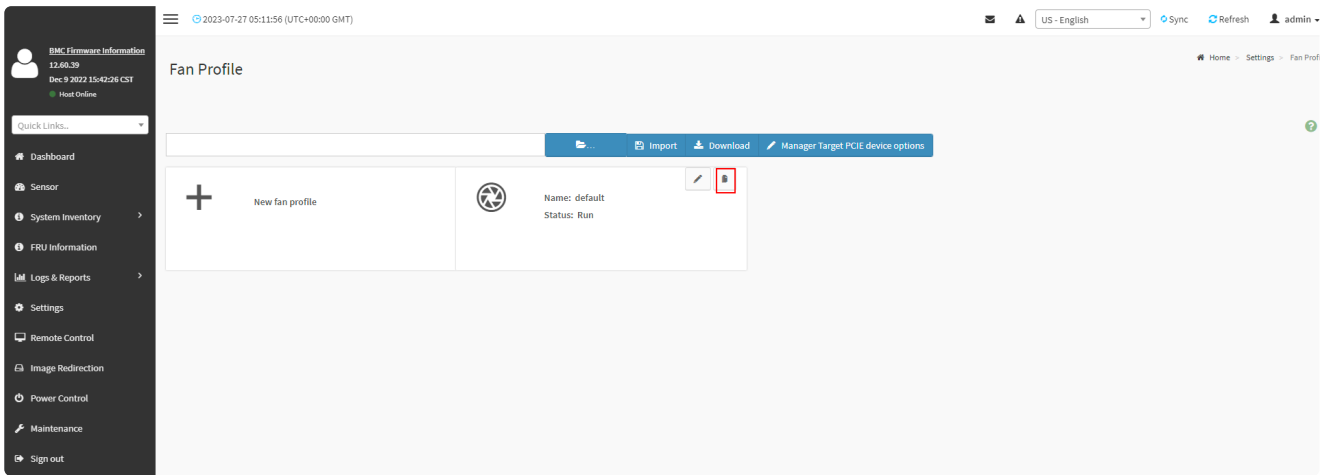 2023-07-27 05:11:56 (UTC+00:00 GMT)
US - English
Sync
Refresh
admin
BMC Firmware Information
12.60.39
Dec 9 2022 15:42:26 CST
Host Online
Quick Links..
Dashboard
Sensor
System Inventory
FRU Information
Logs & Reports
Settings
Remote Control
Image Redirection
Power Control
Maintenance
Sign out
Fan Profile
Home > Settings > Fan Profi
...
Import
Download
Manager Target PCIE device options
New fan profile
Name: default
Status: Run